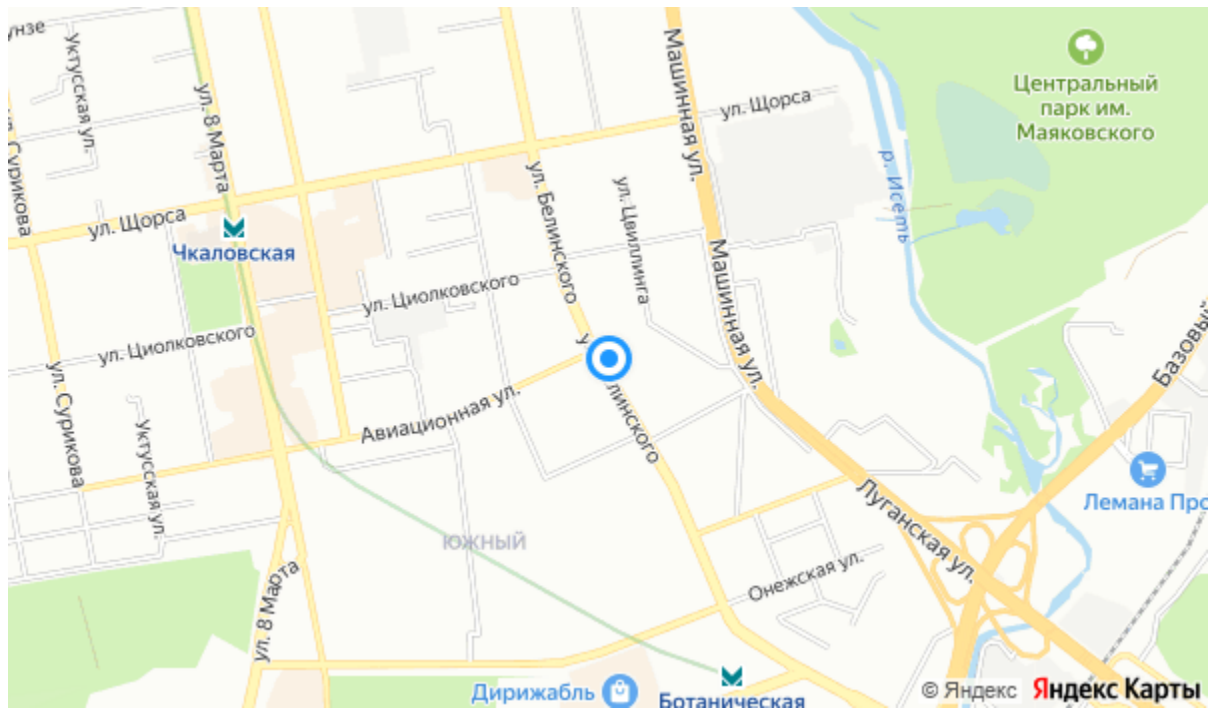 унзе
Уктусская ул.
ул. 8 Марта
Машинная ул.
ул. Щорса
Центральный
парк им.
Маяковского
р. Исеть
Сурикова
ул. Щорса
Чкаловская
ул. Белинского
ул. Цвиллинга
Машинная ул.
ул. Циолковского
ул. Циолковского
Базовый
ул. Сурикова
Уктусская ул.
Авиационная ул.
у
линского
Луганская ул.
Лемана Про
ЮЖНЫЙ
Онежская ул.
ул. 8 Марта
Дирижабль
Ботаническая
© Яндекс Яндекс Карты